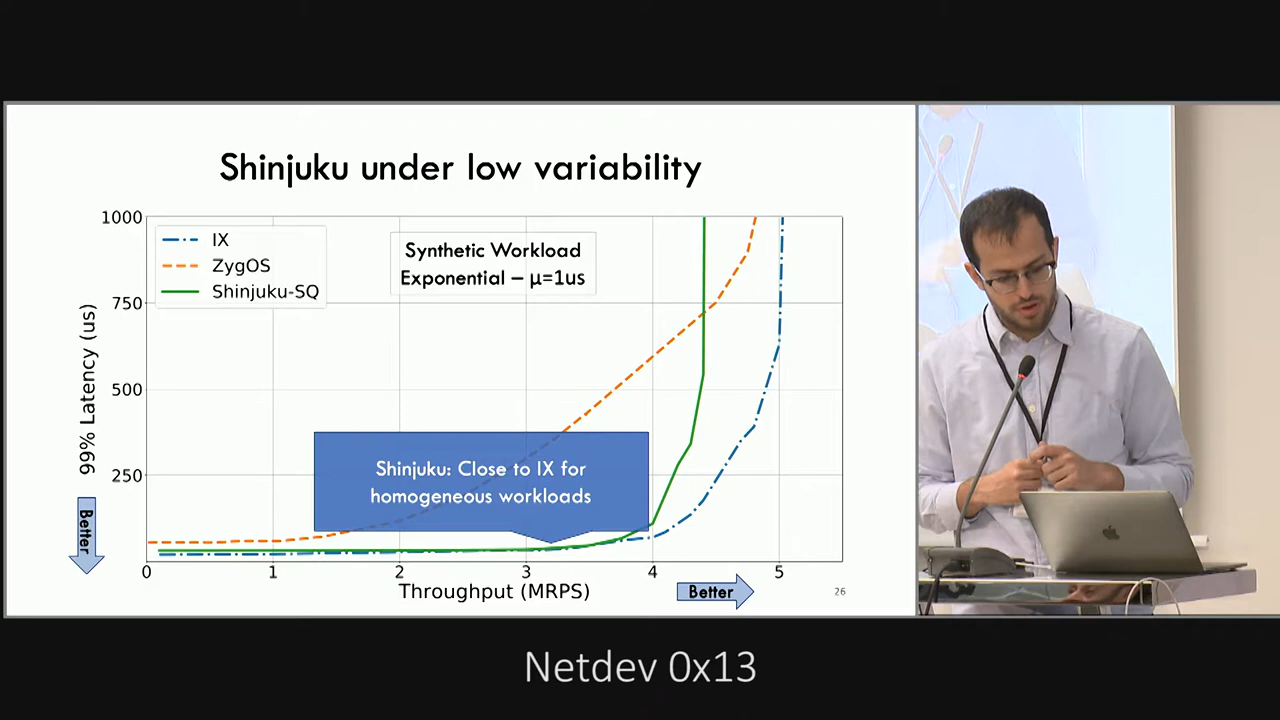 Shinjuku under low variability
1000
750
500
250
99% Latency (us)
Better
IX
ZygOS
Shinjuku-SQ
Synthetic Workload
Exponential – μ=1us
Shinjuku: Close to IX for
homogeneous workloads
0
1
2
3
4
5
Throughput (MRPS)
Better
26
Netdev 0x13